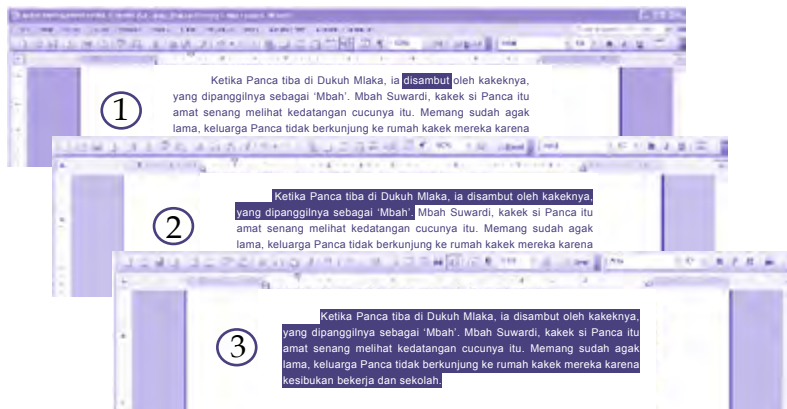 Ketika Panca tiba di Dukuh Mlaka, ia disambut oleh kakeknya,
yang dipanggilnya sebagai 'Mbah'. Mbah Suwardi, kakek si Panca itu
1
amat senang melihat kedatangan cucunya itu. Memang sudah agak
lama, keluarga Panca tidak berkunjung ke rumah kakek mereka karena
Ketika Panca tiba di Dukuh Mlaka, ia disambut oleh kakeknya,
yang dipanggilnya sebagai 'Mbah'. Mbah Suwardi, kakek si Panca itu
2
amat senang melihat kedatangan cucunya itu. Memang sudah agak
lama, keluarga Panca tidak berkunjung ke rumah kakek mereka karena
Ketika Panca tiba di Dukuh Mlaka, ia disambut oleh kakeknya,
yang dipanggilnya sebagai 'Mbah'. Mbah Suwardi, kakek si Panca itu
3
amat senang melihat kedatangan cucunya itu. Memang sudah agak
lama, keluarga Panca tidak berkunjung ke rumah kakek mereka karena
kesibukan bekerja dan sekolah.